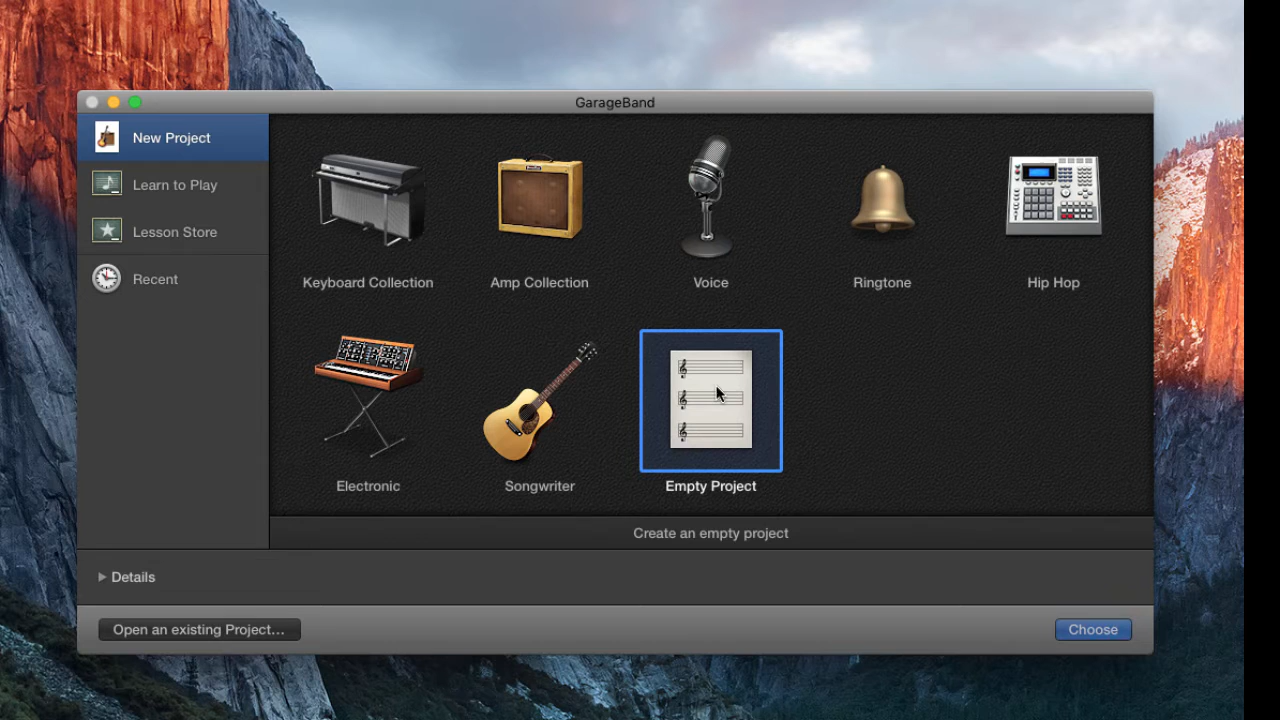 GarageBand
New Project
Learn to Play
Lesson Store
Recent
Keyboard Collection
Amp Collection
Voice
Ringtone
Hip Hop
Electronic
Songwriter
Empty Project
Create an empty project
Details
Open an existing Project...
Choose